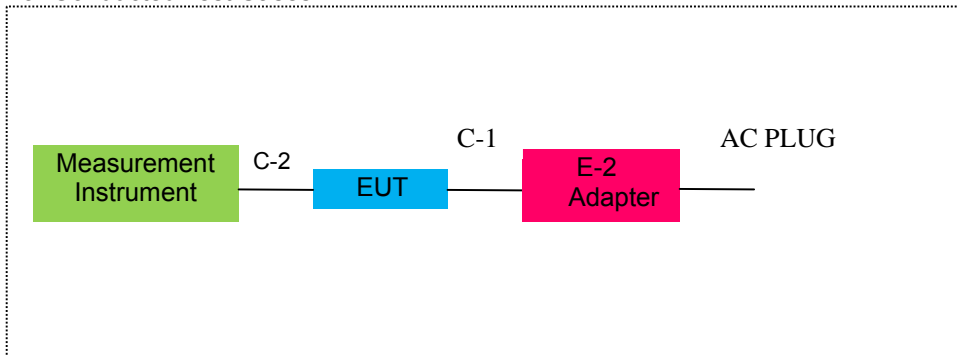 C-1
AC PLUG
Measurement
Instrument
C-2
EUT
E-2
Adapter